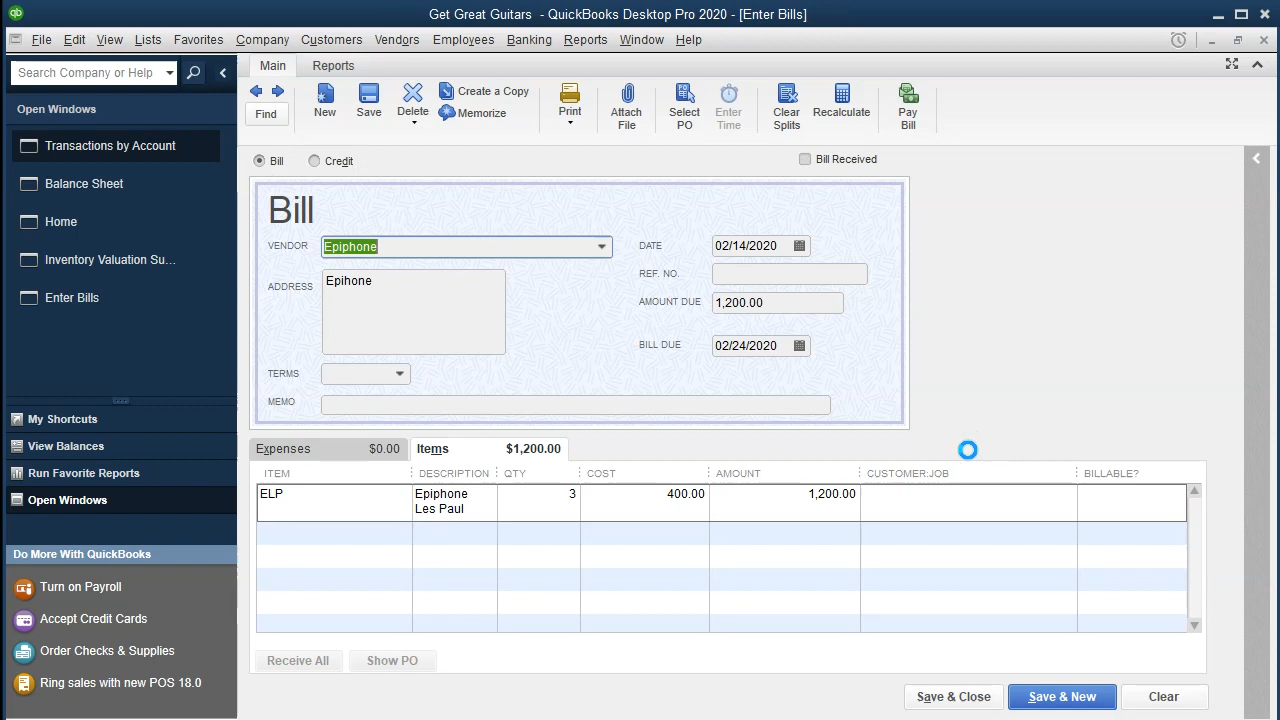 Get Great Guitars - QuickBooks Desktop Pro 2020 - [Enter Bills]
File Edit View Lists Favorites Company Customers Vendors Employees Banking Reports Window Help
Search Company or Help
Open Windows
Transactions by Account
Balance Sheet
Home
Inventory Valuation Su...
Enter Bills
My Shortcuts
View Balances
Run Favorite Reports
Open Windows
Do More With QuickBooks
Turn on Payroll
Accept Credit Cards
Order Checks & Supplies
Ring sales with new POS 18.0
Main Reports
Find
New
Save
Delete
Create a Copy
Memorize
Print
Attach
File
Select
PO
Enter
Time
Clear
Splits
Recalculate
Pay
Bill
Bill Credit Bill Received
Bill
VENDOR Epiphone DATE 02/14/2020
ADDRESS Epihone REF. NO.
AMOUNT DUE 1,200.00
BILL DUE 02/24/2020
TERMS
MEMO
Expenses $0.00 Items $1,200.00
ITEM DESCRIPTION QTY COST AMOUNT CUSTOMER:JOB BILLABLE?
ELP Epiphone 3 400.00 1,200.00
Les Paul
Receive All Show PO
Save & Close Save & New Clear